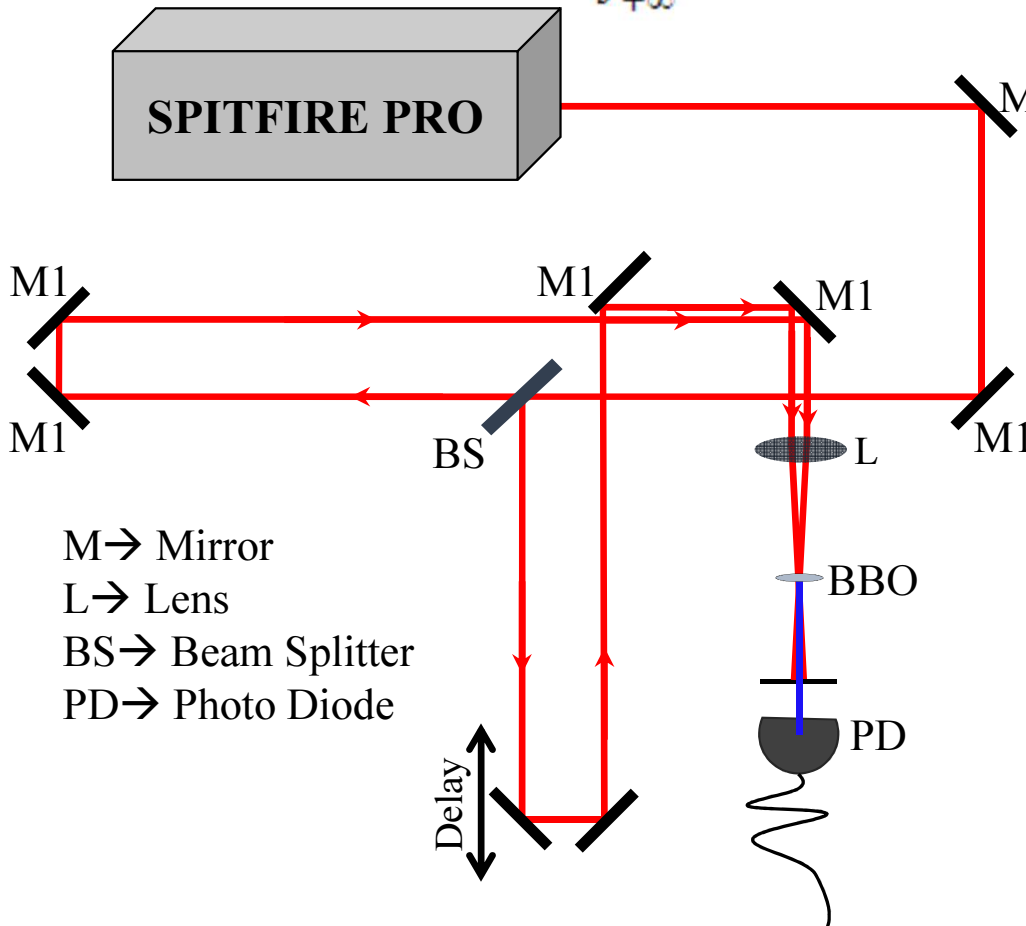 SPITFIRE PRO
M
M1
M1
M1
M1
BS
M1
L
M→ Mirror
L→ Lens
BS→ Beam Splitter
PD→ Photo Diode
BBO
PD
Delay